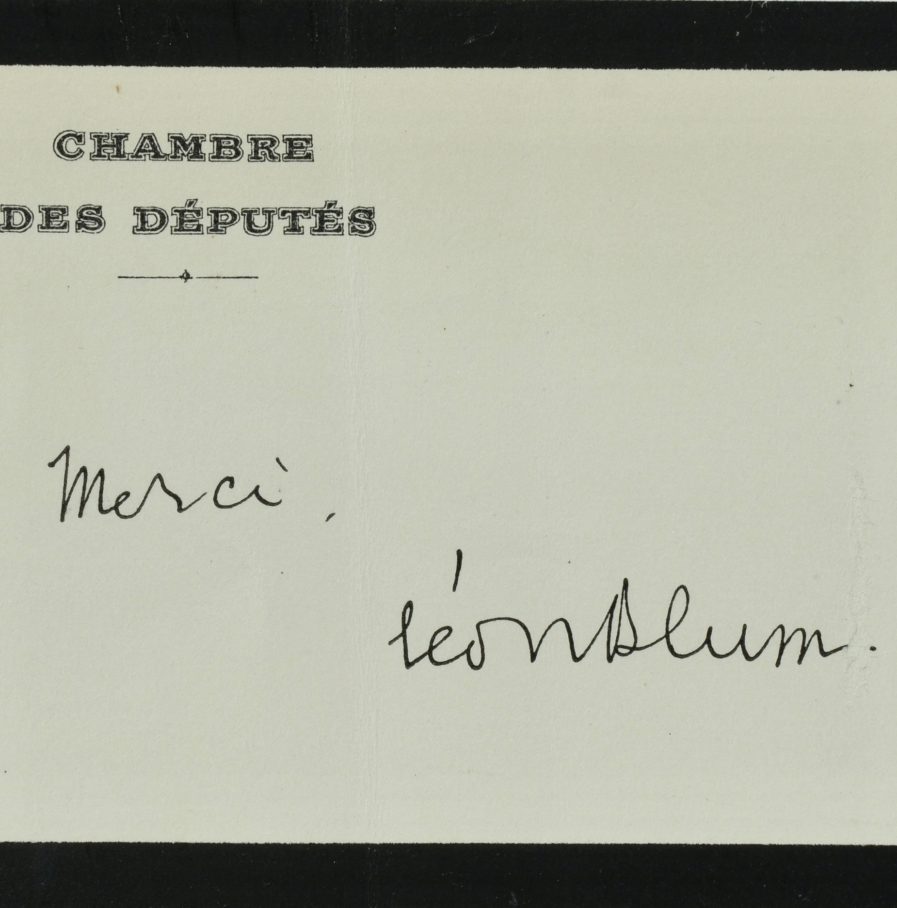 CHAMBRE
DES DÉPUTÉS
Merci.
Léon Blum.